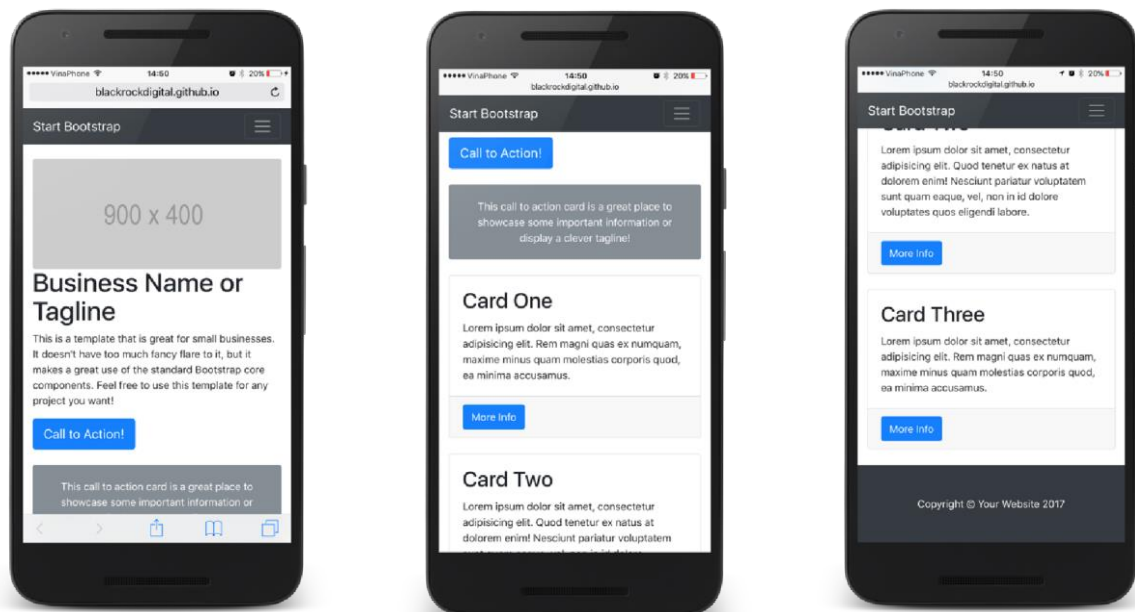 VinaPhone 14:50 20%
blackrockdigital.github.io
Start Bootstrap
900 x 400
Business Name or
Tagline
This is a template that is great for small businesses.
It doesn't have too much fancy flare to it, but it
makes a great use of the standard Bootstrap core
components. Feel free to use this template for any
project you want!
Call to Action!
This call to action card is a great place to
showcase some important information or
VinaPhone 14:50 20%
blackrockdigital.github.io
Start Bootstrap
Call to Action!
This call to action card is a great place to
showcase some important information or
display a clever tagline!
Card One
Lorem ipsum dolor sit amet, consectetur
adipisicing elit. Rem magni quas ex numquam,
maxime minus quam molestias corporis quod,
ea minima accusamus.
More Info
Card Two
Lorem ipsum dolor sit amet, consectetur
adipisicing elit. Quod tenetur ex natus at
dolorem enim! Nesciunt pariatur voluptatem
VinaPhone 14:50 20%
blackrockdigital.github.io
Start Bootstrap
Card Two
Lorem ipsum dolor sit amet, consectetur
adipisicing elit. Quod tenetur ex natus at
dolorem enim! Nesciunt pariatur voluptatem
sunt quam eaque, vel, non in id dolore
voluptates quos eligendi labore.
More Info
Card Three
Lorem ipsum dolor sit amet, consectetur
adipisicing elit. Rem magni quas ex numquam,
maxime minus quam molestias corporis quod,
ea minima accusamus.
More Info
Copyright © Your Website 2017